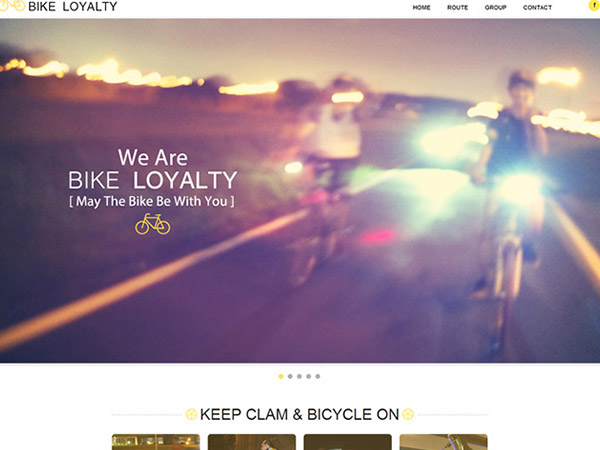 BIKE LOYALTY
HOME ROUTE GROUP CONTACT
f
We Are
BIKE LOYALTY
[ May The Bike Be With You ]
KEEP CLAM & BICYCLE ON